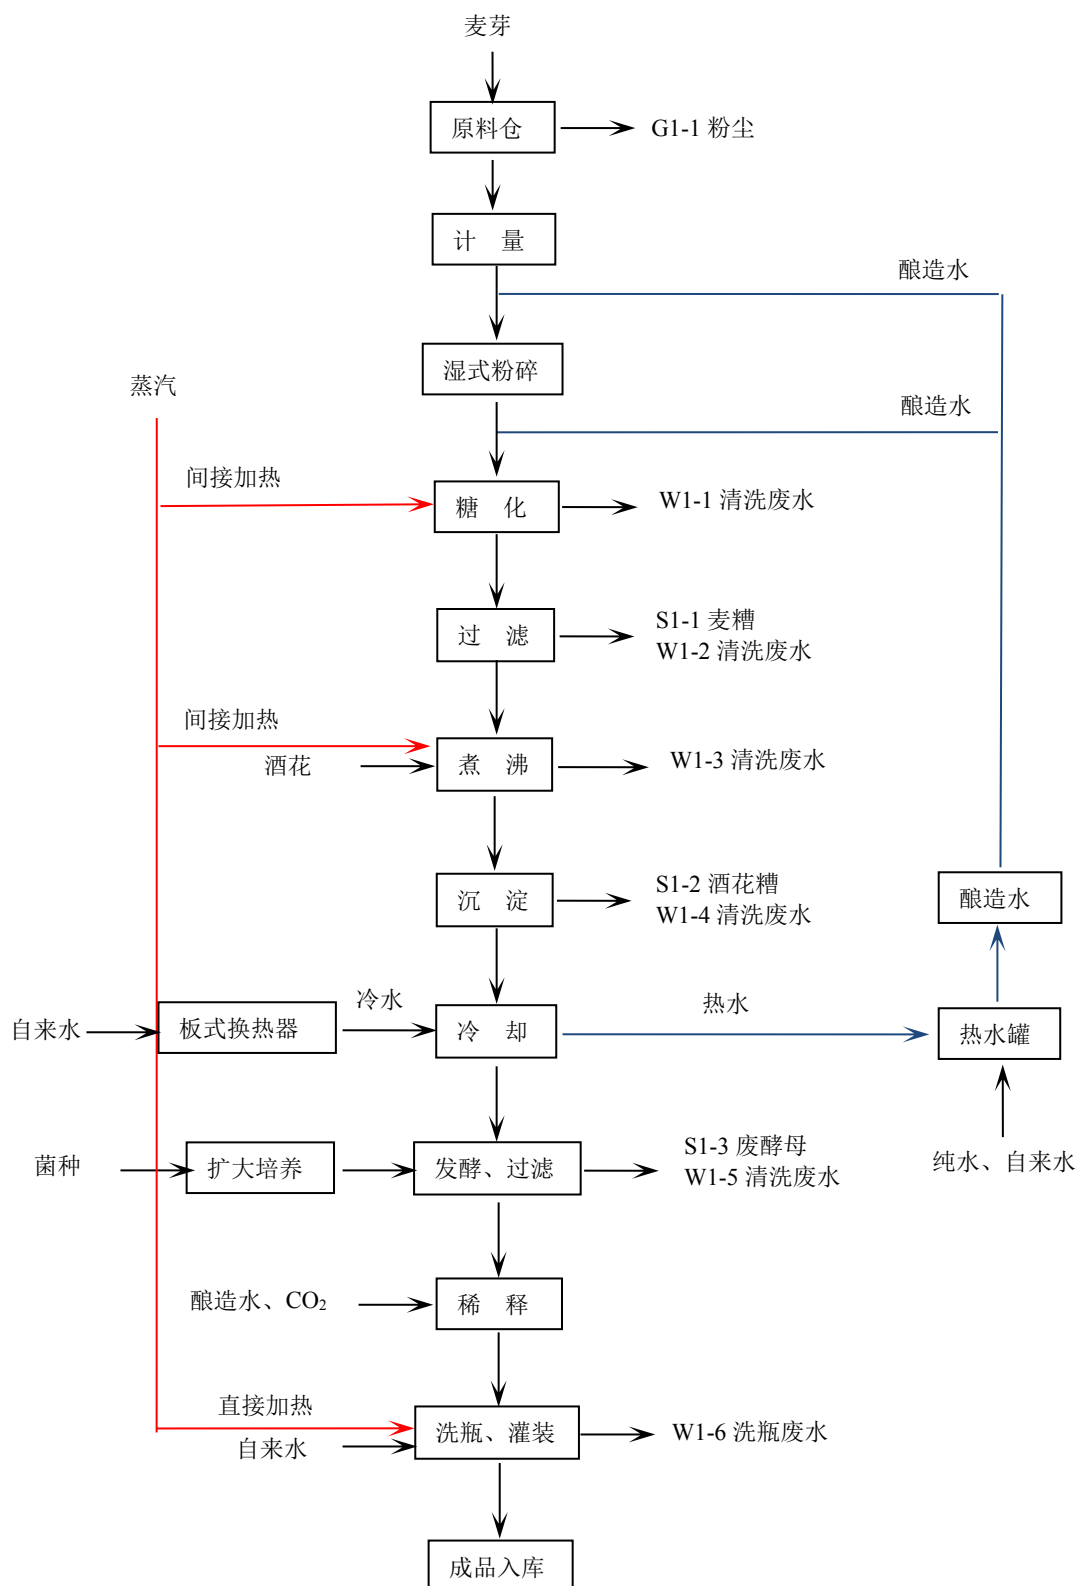 麦芽
原料仓
G1-1 粉尘
计 量
酿造水
湿式粉碎
蒸汽
酿造水
间接加热
糖 化
W1-1 清洗废水
过 滤
S1-1 麦糟
W1-2 清洗废水
间接加热
酒花
煮 沸
W1-3 清洗废水
沉 淀
S1-2 酒花糟
W1-4 清洗废水
酿造水
自来水
板式换热器
冷水
冷 却
热水
热水罐
菌种
扩大培养
发酵、过滤
S1-3 废酵母
W1-5 清洗废水
纯水、自来水
酿造水、CO₂
稀 释
直接加热
自来水
洗瓶、灌装
W1-6 洗瓶废水
成品入库